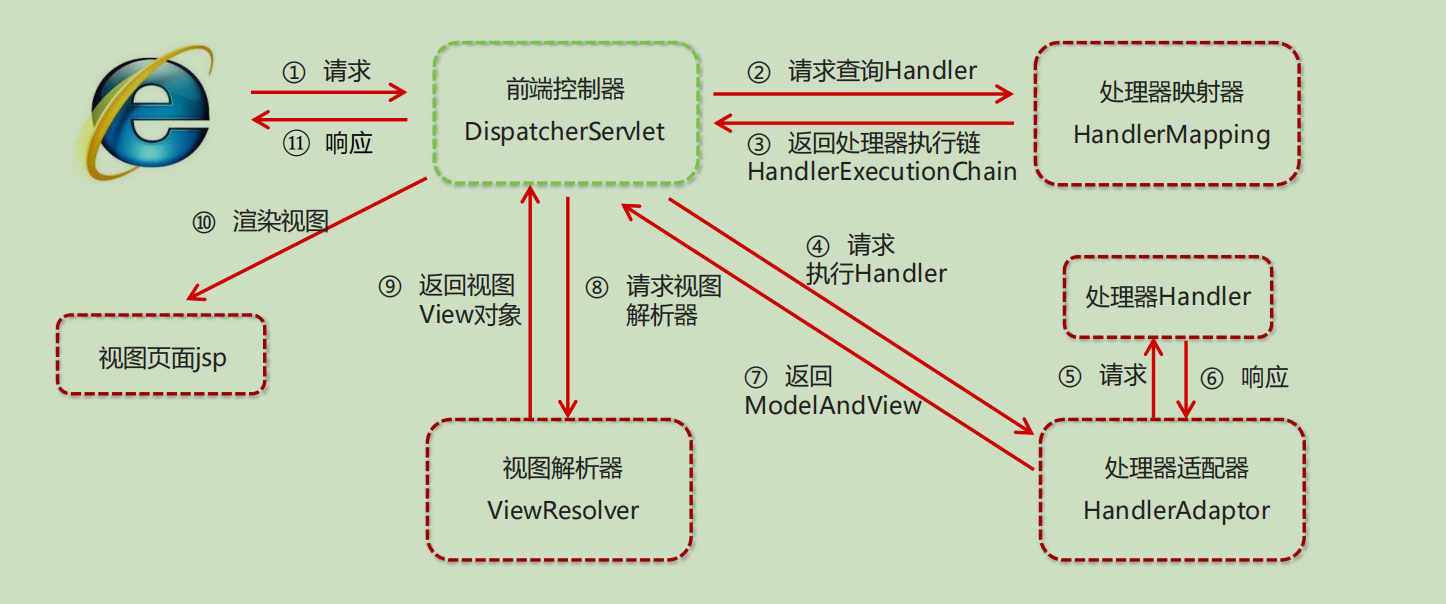 ① 请求
⑪ 响应
前端控制器
DispatcherServlet
② 请求查询Handler
③ 返回处理器执行链
HandlerExecutionChain
处理器映射器
HandlerMapping
⑩ 渲染视图
④ 请求
执行Handler
处理器Handler
⑨ 返回视图
View对象
⑧ 请求视图
解析器
视图页面jsp
⑦ 返回
ModelAndView
⑤ 请求
⑥ 响应
视图解析器
ViewResolver
处理器适配器
HandlerAdaptor